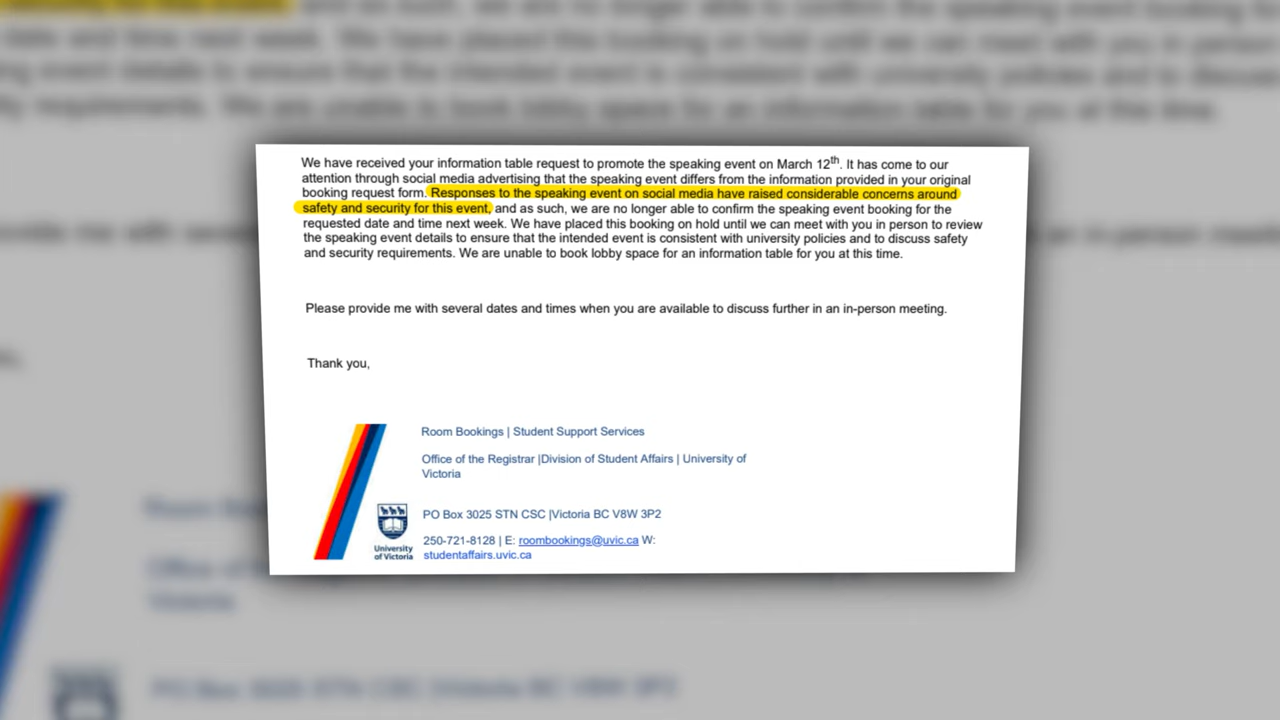 We have received your information table request to promote the speaking event on March 12th. It has come to our
attention through social media advertising that the speaking event differs from the information provided in your original
booking request form. Responses to the speaking event on social media have raised considerable concerns around
safety and security for this event, and as such, we are no longer able to confirm the speaking event booking for the
requested date and time next week. We have placed this booking on hold until we can meet with you in person to review
the speaking event details to ensure that the intended event is consistent with university policies and to discuss safety
and security requirements. We are unable to book lobby space for an information table for you at this time.
Please provide me with several dates and times when you are available to discuss further in an in-person meeting.
Thank you,
Room Bookings | Student Support Services
Office of the Registrar |Division of Student Affairs | University of
Victoria
PO Box 3025 STN CSC |Victoria BC V8W 3P2
250-721-8128 | E: roombookings@uvic.ca W:
studentaffairs.uvic.ca
University
of Victoria